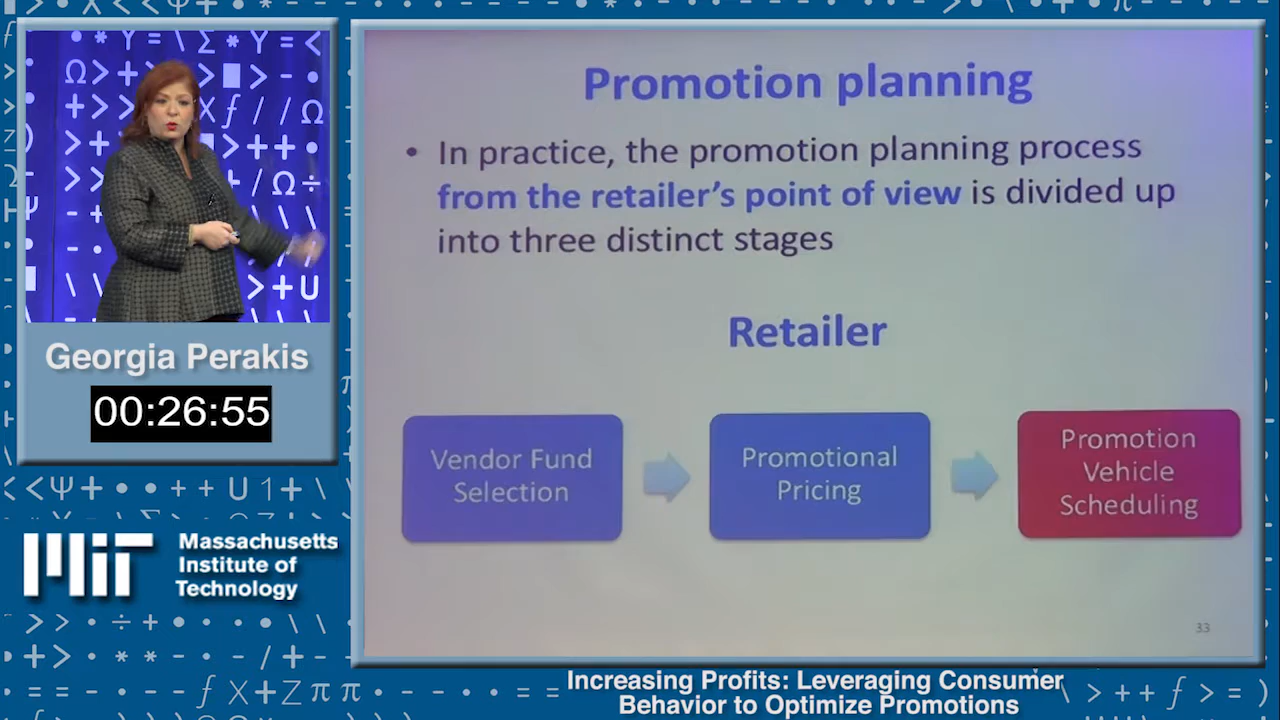 Georgia Perakis
00:26:55
MIT
Massachusetts
Institute of
Technology
Promotion planning
• In practice, the promotion planning process
from the retailer's point of view is divided up
into three distinct stages
Retailer
Vendor Fund
Selection
Promotional
Pricing
Promotion
Vehicle
Scheduling
33
Increasing Profits: Leveraging Consumer
Behavior to Optimize Promotions